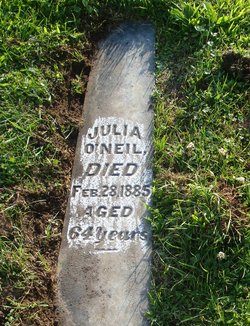 JULIA
O'NEIL,
DIED
FEB. 28, 1885
AGED
64 Years